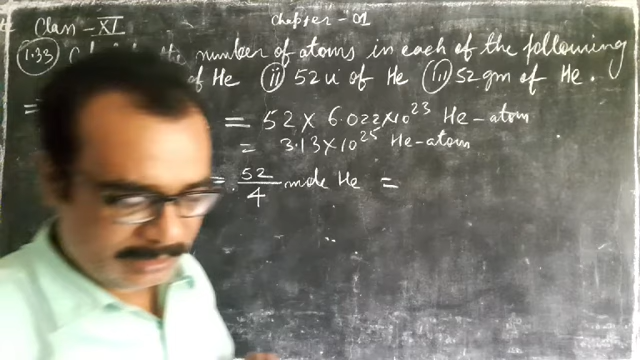 Class - XI Chapter - 01
1.33 the number of atoms in each of the following
of He (ii) 52 u of He 52 gm of He.
= = 52 × 6.022×10²³ He-atom
= 3.13×10²⁵ He-atom
= 52/4 mole He =